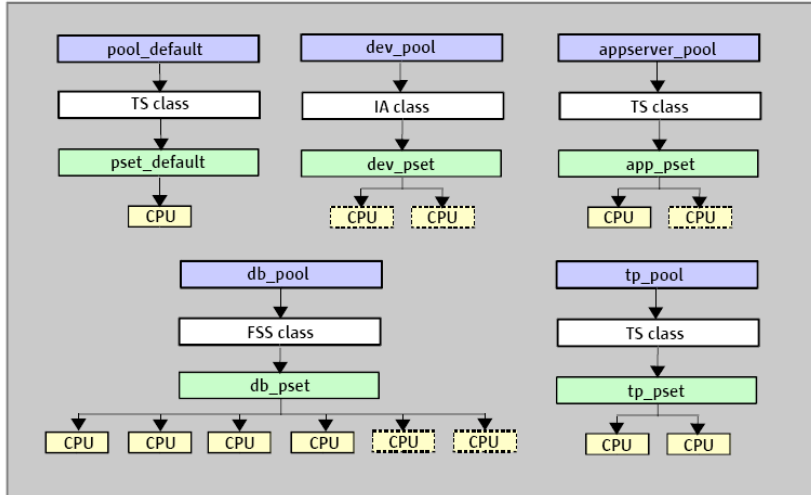 pool_default
dev_pool
appserver_pool
TS class
IA class
TS class
pset_default
dev_pset
app_pset
CPU
CPU
CPU
CPU
CPU
db_pool
tp_pool
FSS class
TS class
db_pset
tp_pset
CPU
CPU
CPU
CPU
CPU
CPU
CPU
CPU